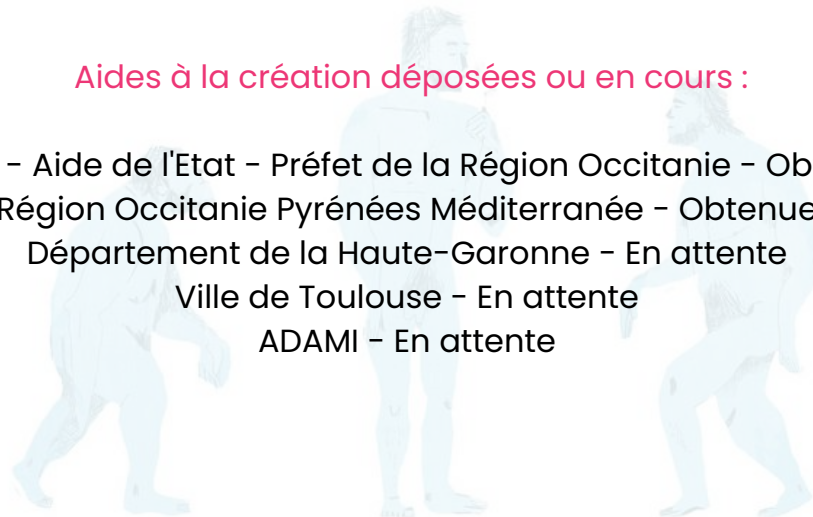 Aides à la création déposées ou en cours :
- Aide de l'Etat - Préfet de la Région Occitanie - Ob
Région Occitanie Pyrénées Méditerranée - Obtenue
Département de la Haute-Garonne - En attente
Ville de Toulouse - En attente
ADAMI - En attente